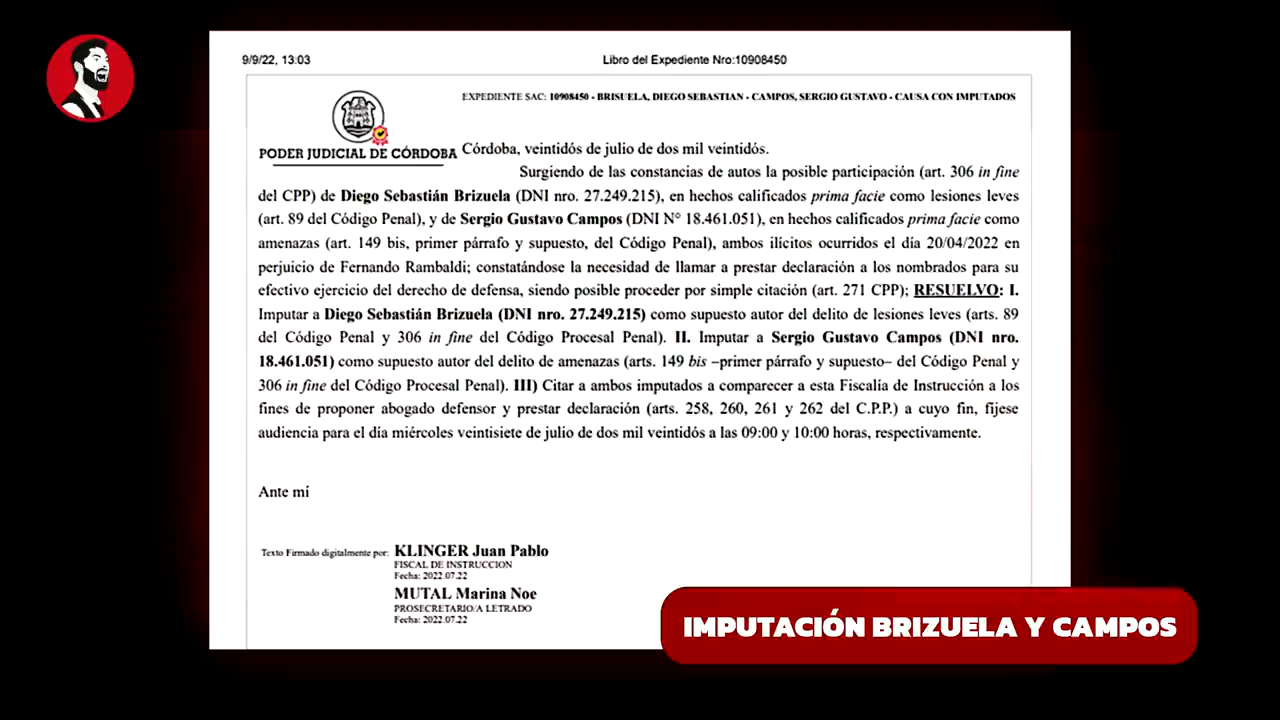 9/9/22, 13:03
Libro del Expediente Nro:10908450
EXPEDIENTE SAC: 10908450 - BRISUELA, DIEGO SEBASTIAN - CAMPOS, SERGIO GUSTAVO - CAUSA CON IMPUTADOS
PODER JUDICIAL DE CÓRDOBA
Córdoba, veintidós de julio de dos mil veintidós.
Surgiendo de las constancias de autos la posible participación (art. 306 in fine
del CPP) de Diego Sebastián Brizuela (DNI nro. 27.249.215), en hechos calificados prima facie como lesiones leves
(art. 89 del Código Penal), y de Sergio Gustavo Campos (DNI N° 18.461.051), en hechos calificados prima facie como
amenazas (art. 149 bis, primer párrafo y supuesto, del Código Penal), ambos ilícitos ocurridos el día 20/04/2022 en
perjuicio de Fernando Rambaldi; constatándose la necesidad de llamar a prestar declaración a los nombrados para su
efectivo ejercicio del derecho de defensa, siendo posible proceder por simple citación (art. 271 CPP); RESUELVO: I.
Imputar a Diego Sebastián Brizuela (DNI nro. 27.249.215) como supuesto autor del delito de lesiones leves (arts. 89
del Código Penal y 306 in fine del Código Procesal Penal). II. Imputar a Sergio Gustavo Campos (DNI nro.
18.461.051) como supuesto autor del delito de amenazas (arts. 149 bis –primer párrafo y supuesto– del Código Penal y
306 in fine del Código Procesal Penal). III) Citar a ambos imputados a comparecer a esta Fiscalía de Instrucción a los
fines de proponer abogado defensor y prestar declaración (arts. 258, 260, 261 y 262 del C.P.P.) a cuyo fin, fíjese
audiencia para el día miércoles veintisiete de julio de dos mil veintidós a las 09:00 y 10:00 horas, respectivamente.
Ante mí
Texto Firmado digitalmente por: KLINGER Juan Pablo
FISCAL DE INSTRUCCION
Fecha: 2022.07.22
MUTAL Marina Noe
PROSECRETARIO/A LETRADO
Fecha: 2022.07.22
IMPUTACIÓN BRIZUELA Y CAMPOS